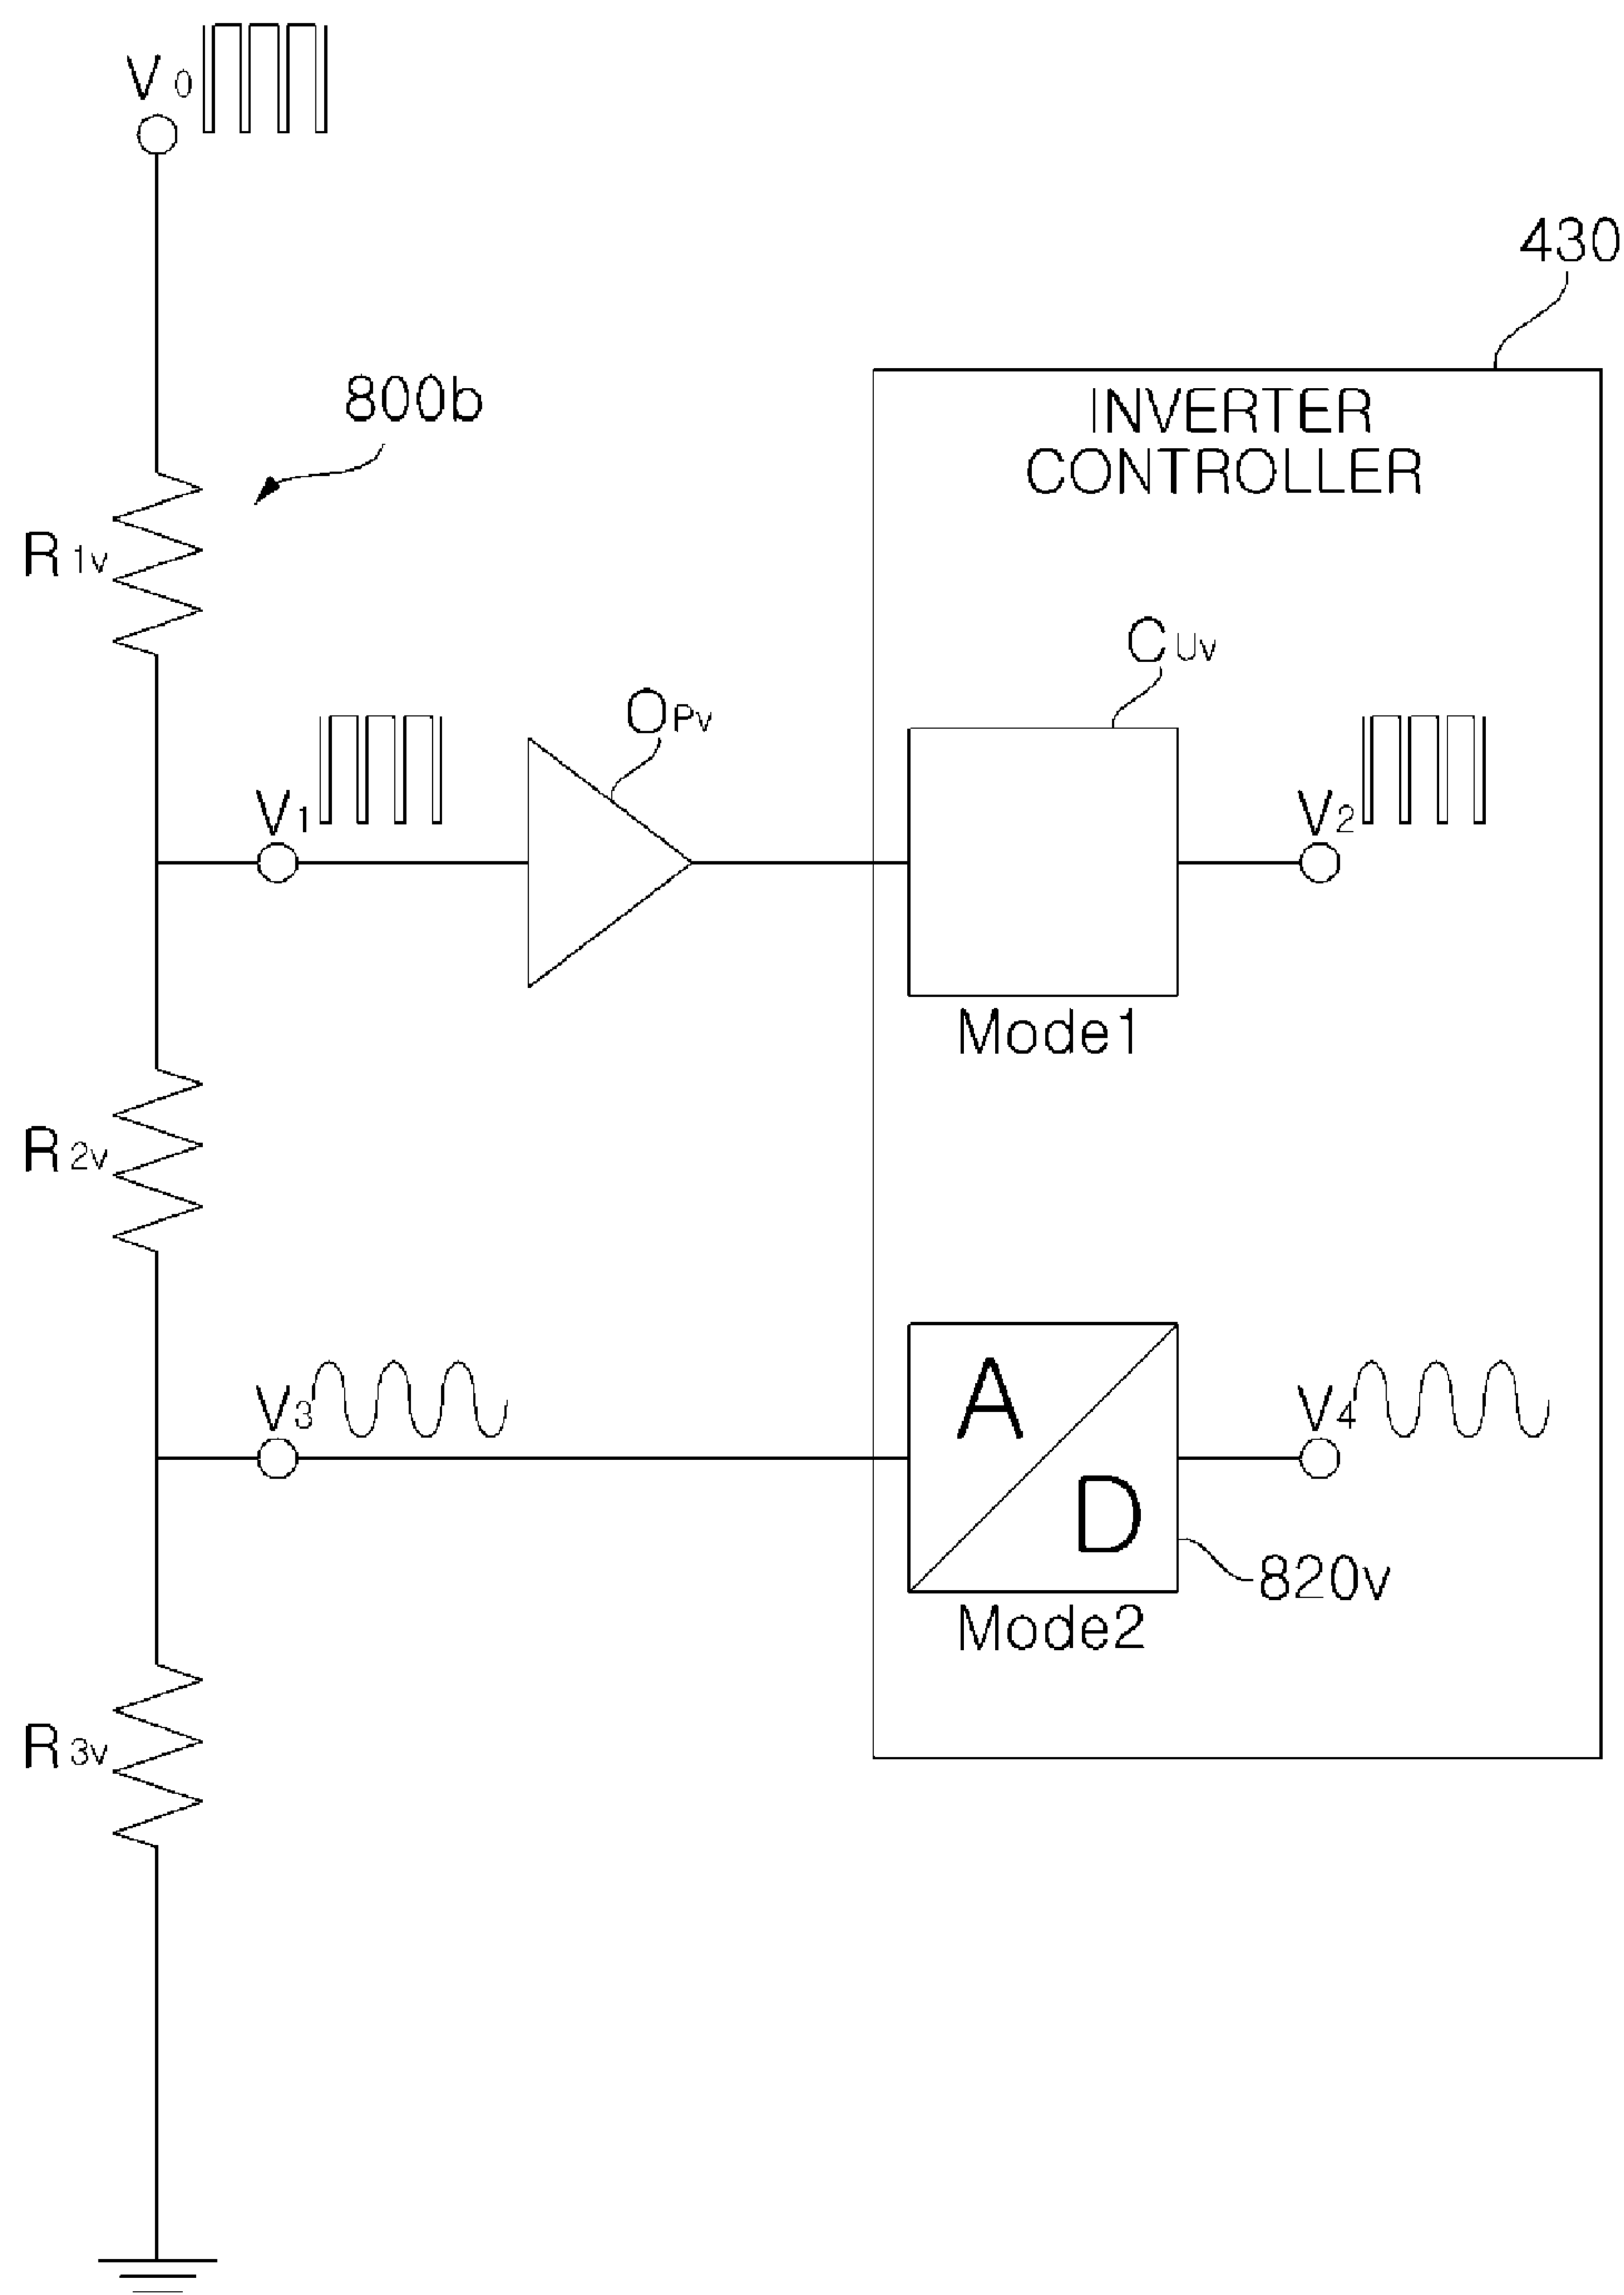 V0
430
800b
INVERTER
CONTROLLER
R1v
CUv
OPv
V1
V2
Mode1
R2v
A
V3
V4
D
820v
Mode2
R3v